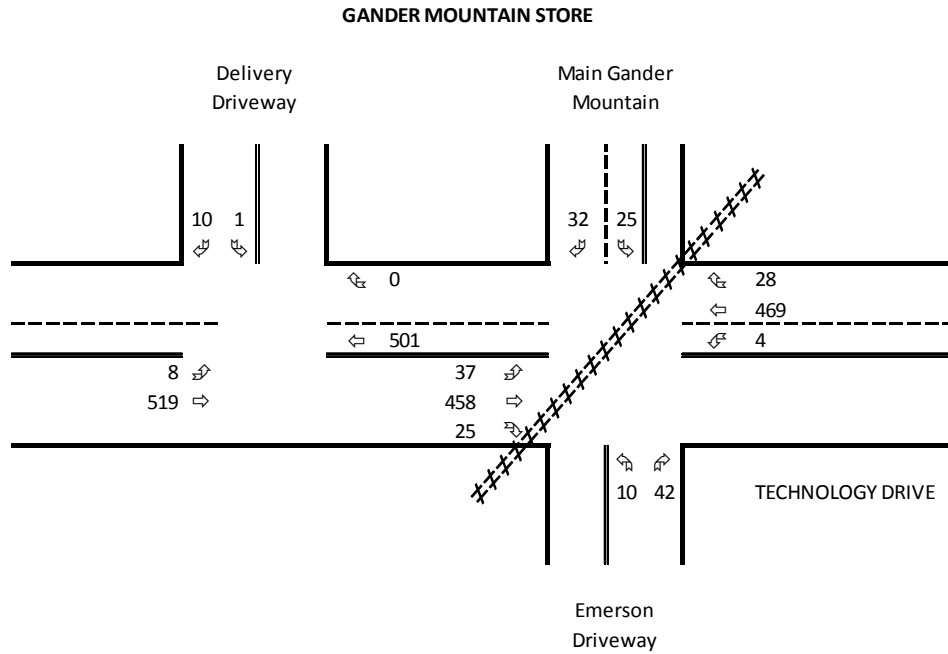 GANDER MOUNTAIN STORE
Delivery
Driveway
Main Gander
Mountain
10 1
32 25
0
28
469
501
4
8
37
519
458
25
10 42
TECHNOLOGY DRIVE
Emerson
Driveway